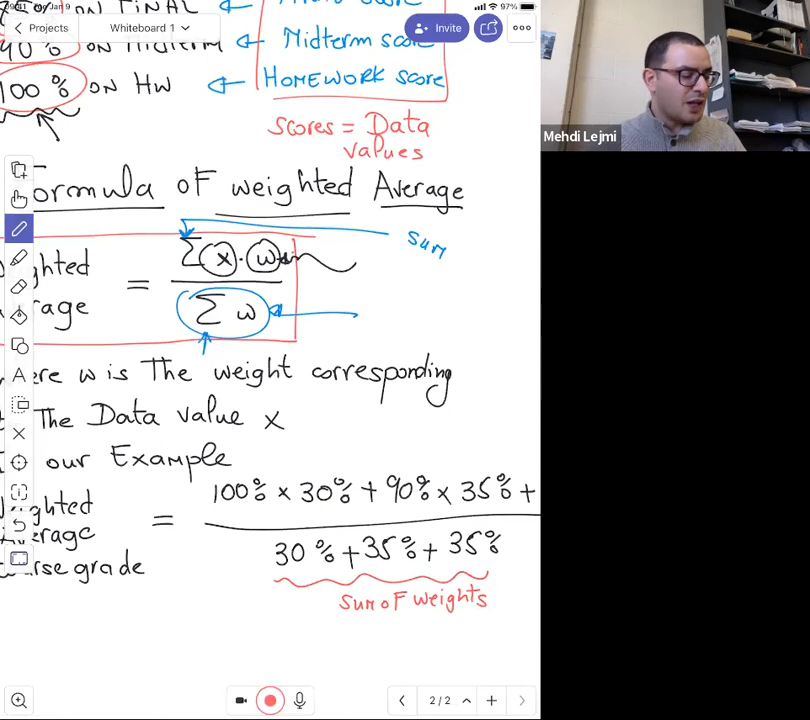 97%
Projects
Whiteboard 1
Invite
90% ON Midterm
Midterm score
100% ON HW
HOMEWORK score
Scores = Data
values
Mehdi Lejmi
Formula of weighted Average
sum
ghted
rage
= Σ x · w
Σ w
ere w is The weight corresponding
The Data value x
our Example
ghted
erage
rse grade
= 100% × 30% + 90% × 35% +
30% + 35% + 35%
Sum of weights
2/2